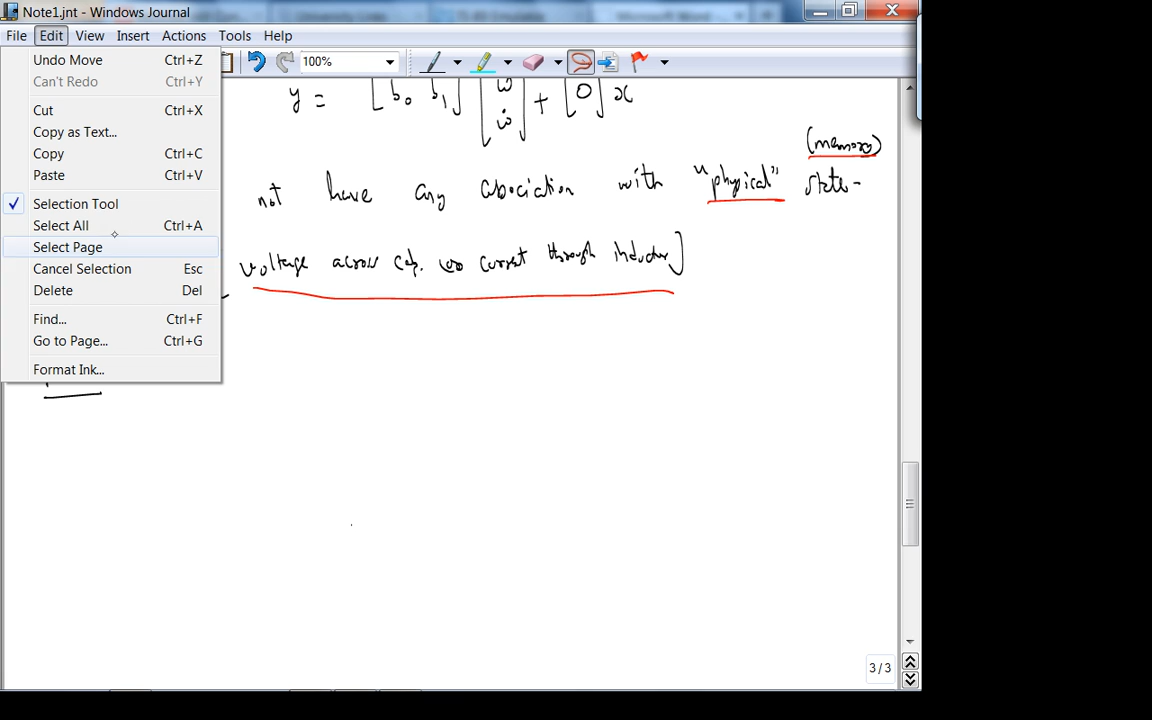 Note1.jnt - Windows Journal
File Edit View Insert Actions Tools Help
Undo Move Ctrl+Z
Can't Redo Ctrl+Y
Cut Ctrl+X
Copy as Text...
Copy Ctrl+C
Paste Ctrl+V
Selection Tool
Select All Ctrl+A
Select Page
Cancel Selection Esc
Delete Del
Find... Ctrl+F
Go to Page... Ctrl+G
Format Ink...
100%
y = [b₀ b₁] [ω ω̇] + [0] x
(memory)
not have any association with "physical" state-
voltage across cap. current through inductor]
3/3